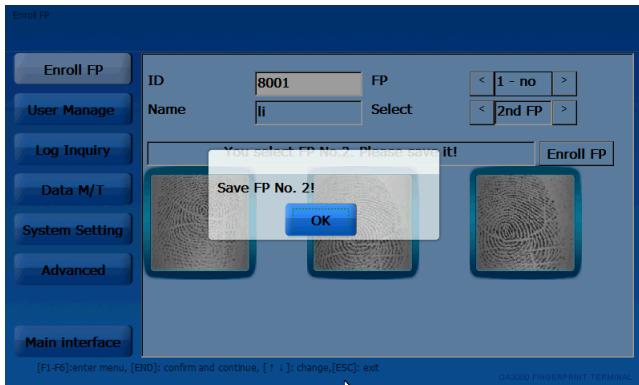 Enroll FP
Enroll FP
ID 8001 FP < 1 - no >
User Manage Name li Select < 2nd FP >
Log Inquiry You select FP No.2. Please save it! Enroll FP
Data M/T Save FP No. 2!
System Setting OK
Advanced
Main interface
[F1-F6]:enter menu, [END]: confirm and continue, [ ↑ ↓ ]: change,[ESC]: exit
OA3000 FINGERPRINT TERMINAL